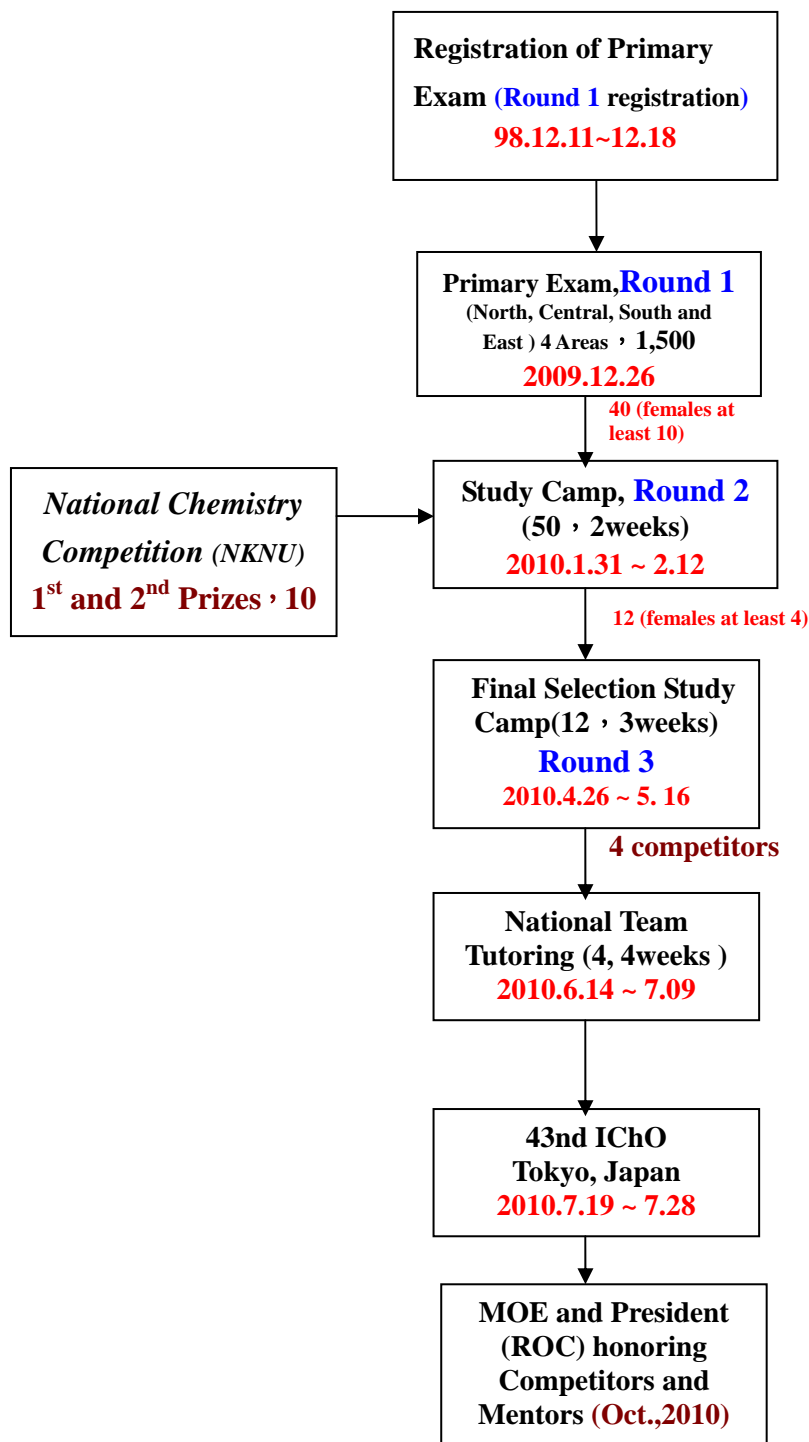 Registration of Primary
Exam (Round 1 registration)
98.12.11~12.18
Primary Exam,Round 1
(North, Central, South and
East ) 4 Areas，1,500
2009.12.26
40 (females at
least 10)
National Chemistry
Competition (NKNU)
1st and 2nd Prizes，10
Study Camp, Round 2
(50，2weeks)
2010.1.31 ~ 2.12
12 (females at least 4)
Final Selection Study
Camp(12，3weeks)
Round 3
2010.4.26 ~ 5. 16
4 competitors
National Team
Tutoring (4, 4weeks )
2010.6.14 ~ 7.09
43nd IChO
Tokyo, Japan
2010.7.19 ~ 7.28
MOE and President
(ROC) honoring
Competitors and
Mentors (Oct.,2010)